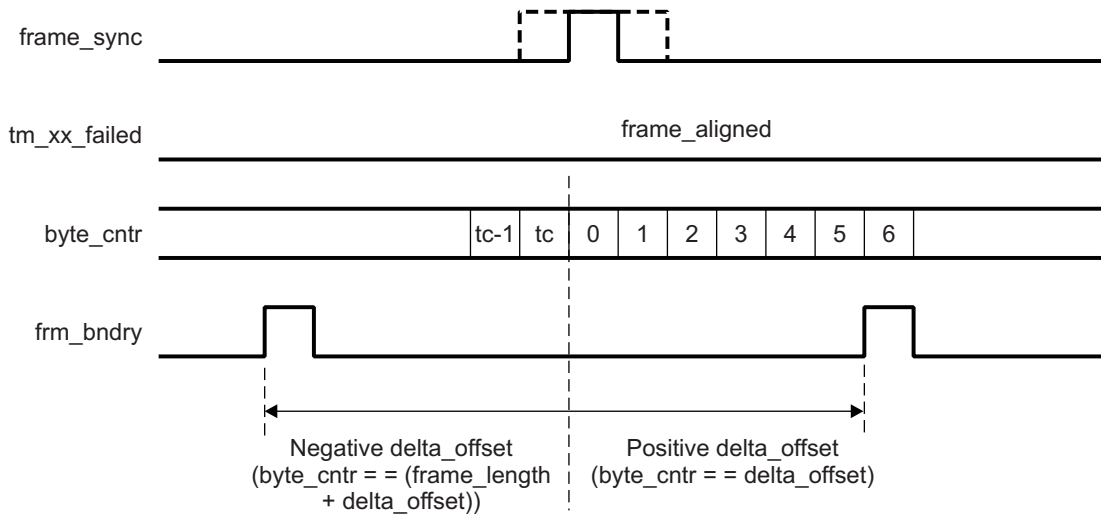 frame_sync
tm_xx_failed
frame_aligned
byte_cntr
tc-1 tc 0 1 2 3 4 5 6
frm_bndry
Negative delta_offset
(byte_cntr = = (frame_length
+ delta_offset))
Positive delta_offset
(byte_cntr = = delta_offset)